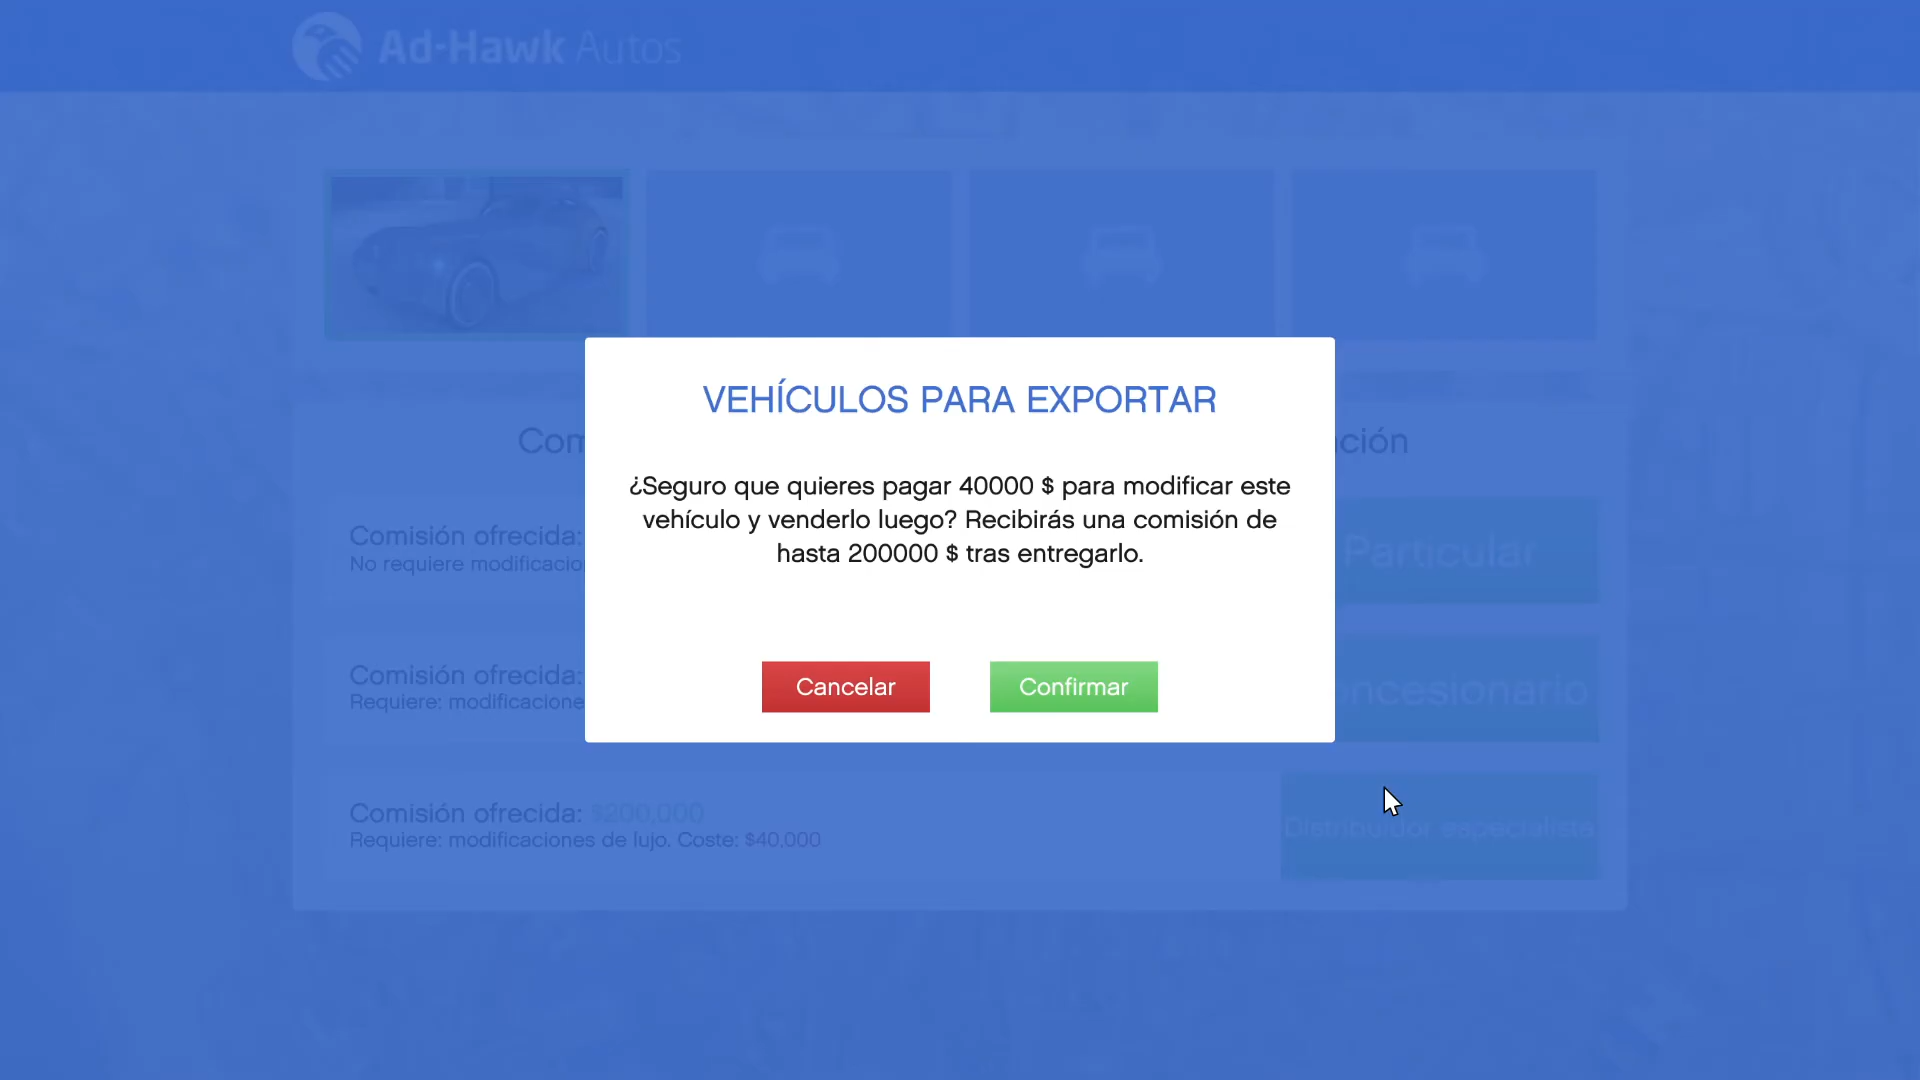 Ad-Hawk Autos
VEHÍCULOS PARA EXPORTAR
¿Seguro que quieres pagar 40000 $ para modificar este
vehículo y venderlo luego? Recibirás una comisión de
hasta 200000 $ tras entregarlo.
Cancelar
Confirmar
Com
ción
Comisión ofrecida:
No requiere modificacio
Particular
Comisión ofrecida:
Requiere: modificacione
ncesionario
Comisión ofrecida: $200,000
Requiere: modificaciones de lujo. Coste: $40,000
Distribuidor especialista